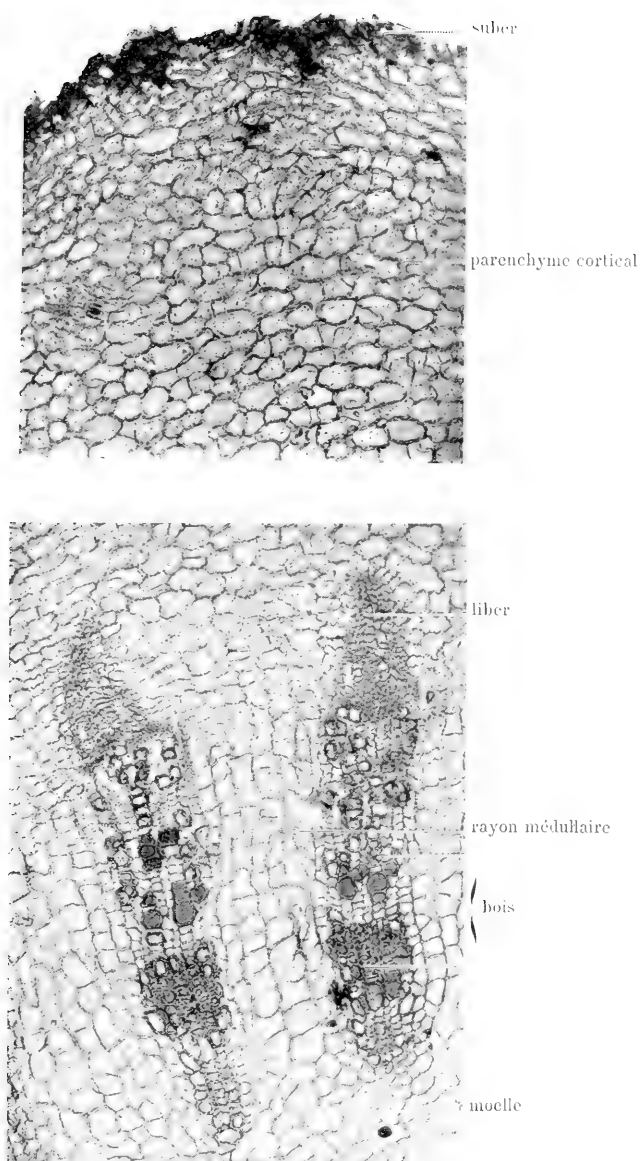 suber
parenchyme cortical
liber
rayon médullaire
bois
moelle